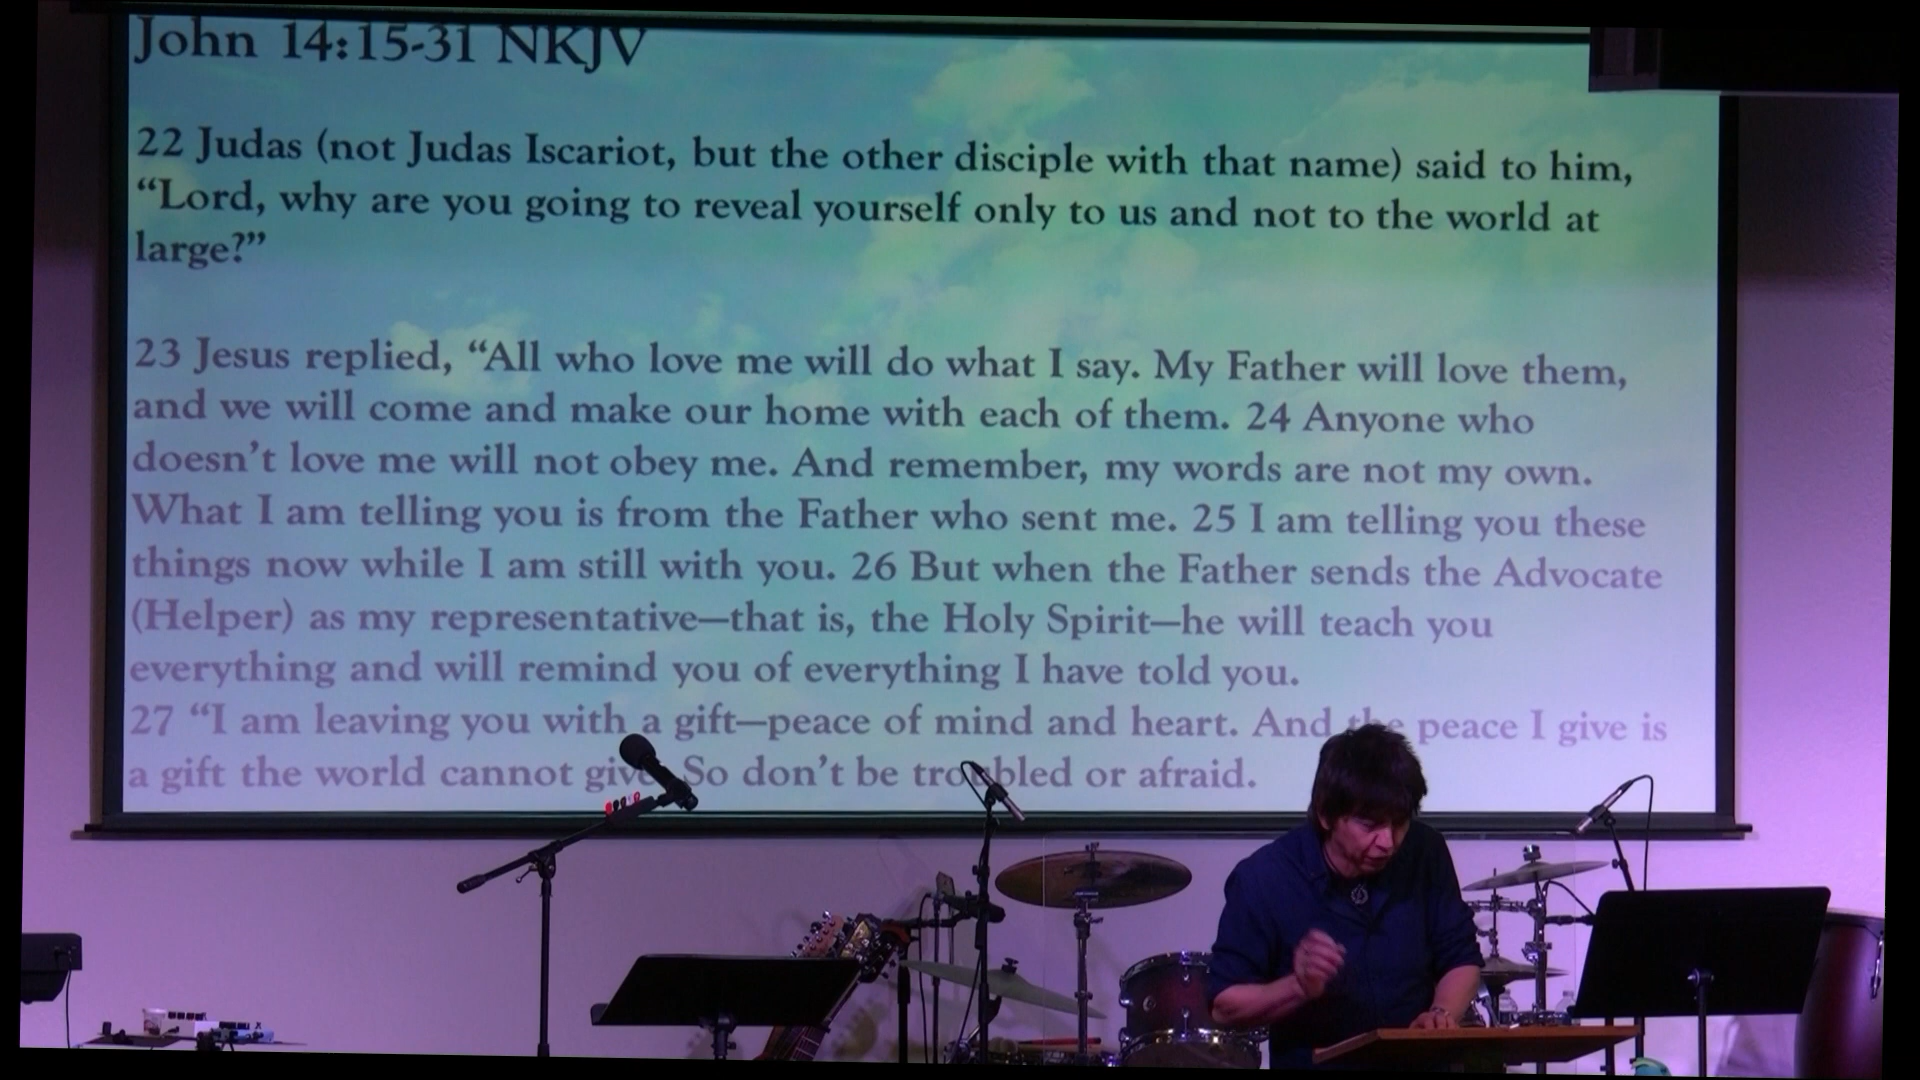 John 14:15-31 NKJV
22 Judas (not Judas Iscariot, but the other disciple with that name) said to him,
“Lord, why are you going to reveal yourself only to us and not to the world at
large?”
23 Jesus replied, “All who love me will do what I say. My Father will love them,
and we will come and make our home with each of them. 24 Anyone who
doesn’t love me will not obey me. And remember, my words are not my own.
What I am telling you is from the Father who sent me. 25 I am telling you these
things now while I am still with you. 26 But when the Father sends the Advocate
(Helper) as my representative—that is, the Holy Spirit—he will teach you
everything and will remind you of everything I have told you.
27 “I am leaving you with a gift—peace of mind and heart. And the peace I give is
a gift the world cannot give. So don’t be troubled or afraid.